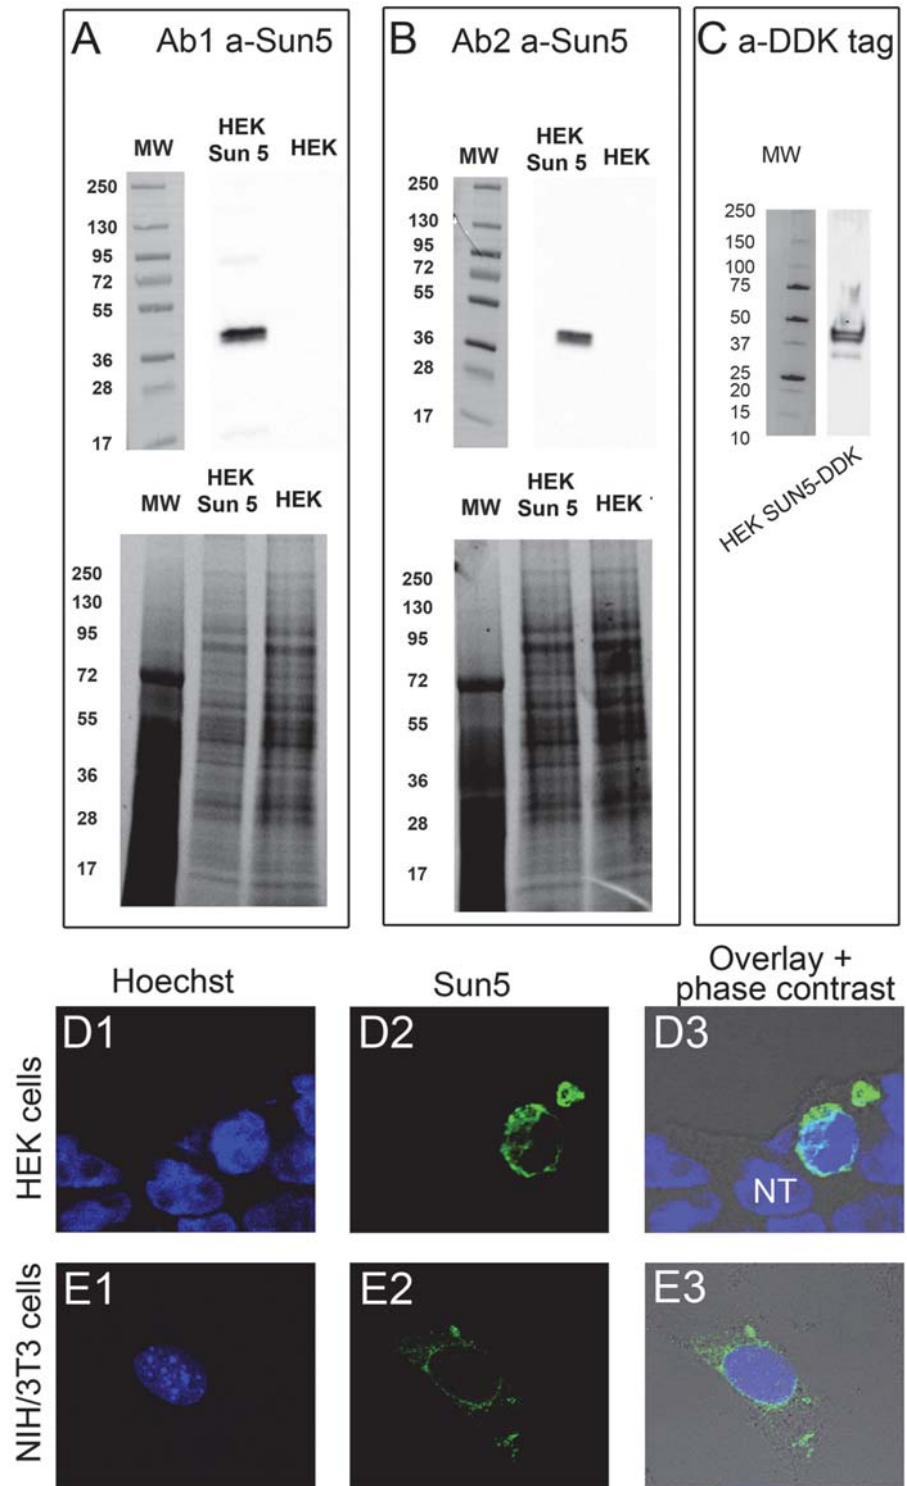 A Ab1 a-Sun5
HEK
MW Sun 5 HEK
250
130
95
72
55
36
28
17
HEK
MW Sun 5 HEK
250
130
95
72
55
36
28
17
B Ab2 a-Sun5
HEK
MW Sun 5 HEK
250
130
95
72
55
36
28
17
HEK
MW Sun 5 HEK
250
130
95
72
55
36
28
17
C a-DDK tag
MW
250
150
100
75
50
37
25
20
15
10
HEK SUN5-DDK
Hoechst
Sun5
Overlay +
phase contrast
HEK cells
D1
D2
D3
NT
NIH/3T3 cells
E1
E2
E3